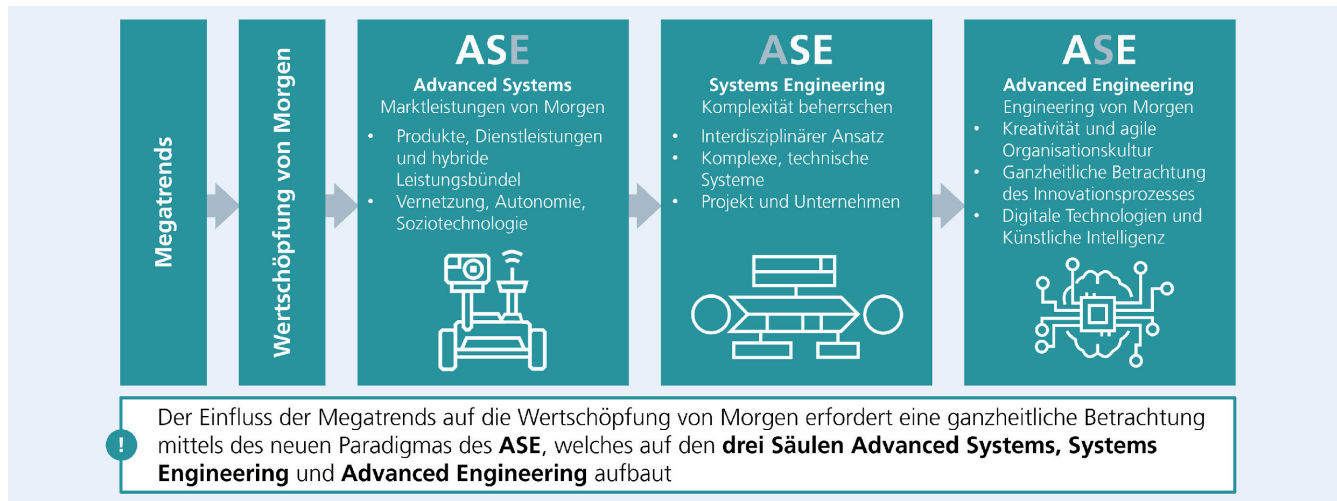 Megatrends
Wertschöpfung von Morgen
ASE
Advanced Systems
Marktleistungen von Morgen
• Produkte, Dienstleistungen
und hybride
Leistungsbündel
• Vernetzung, Autonomie,
Soziotechnologie
ASE
Systems Engineering
Komplexität beherrschen
• Interdisziplinärer Ansatz
• Komplexe, technische
Systeme
• Projekt und Unternehmen
ASE
Advanced Engineering
Engineering von Morgen
• Kreativität und agile
Organisationskultur
• Ganzheitliche Betrachtung
des Innovationsprozesses
• Digitale Technologien und
Künstliche Intelligenz
!
Der Einfluss der Megatrends auf die Wertschöpfung von Morgen erfordert eine ganzheitliche Betrachtung
mittels des neuen Paradigmas des ASE, welches auf den drei Säulen Advanced Systems, Systems
Engineering und Advanced Engineering aufbaut